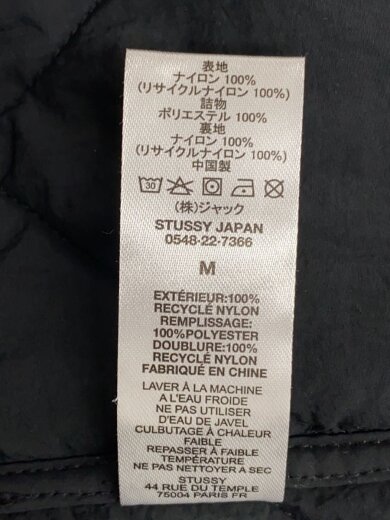 表地
ナイロン 100%
(リサイクルナイロン 100%)
詰物
ポリエステル 100%
裏地
ナイロン 100%
(リサイクルナイロン 100%)
中国製
30
(株)ジャック
STUSSY JAPAN
0548-22-7366
M
EXTÉRIEUR:100%
RECYCLÉ NYLON
REMPLISSAGE:
100%POLYESTER
DOUBLURE:100%
RECYCLÉ NYLON
FABRIQUÉ EN CHINE
LAVER À LA MACHINE
A L'EAU FROIDE
NE PAS UTILISER
D'EAU DE JAVEL
CULBUTAGE À CHALEUR
FAIBLE
REPASSER À FAIBLE
TEMPÉRATURE
NE PAS NETTOYER A SEC
STUSSY
44 RUE DU TEMPLE
75004 PARIS FR